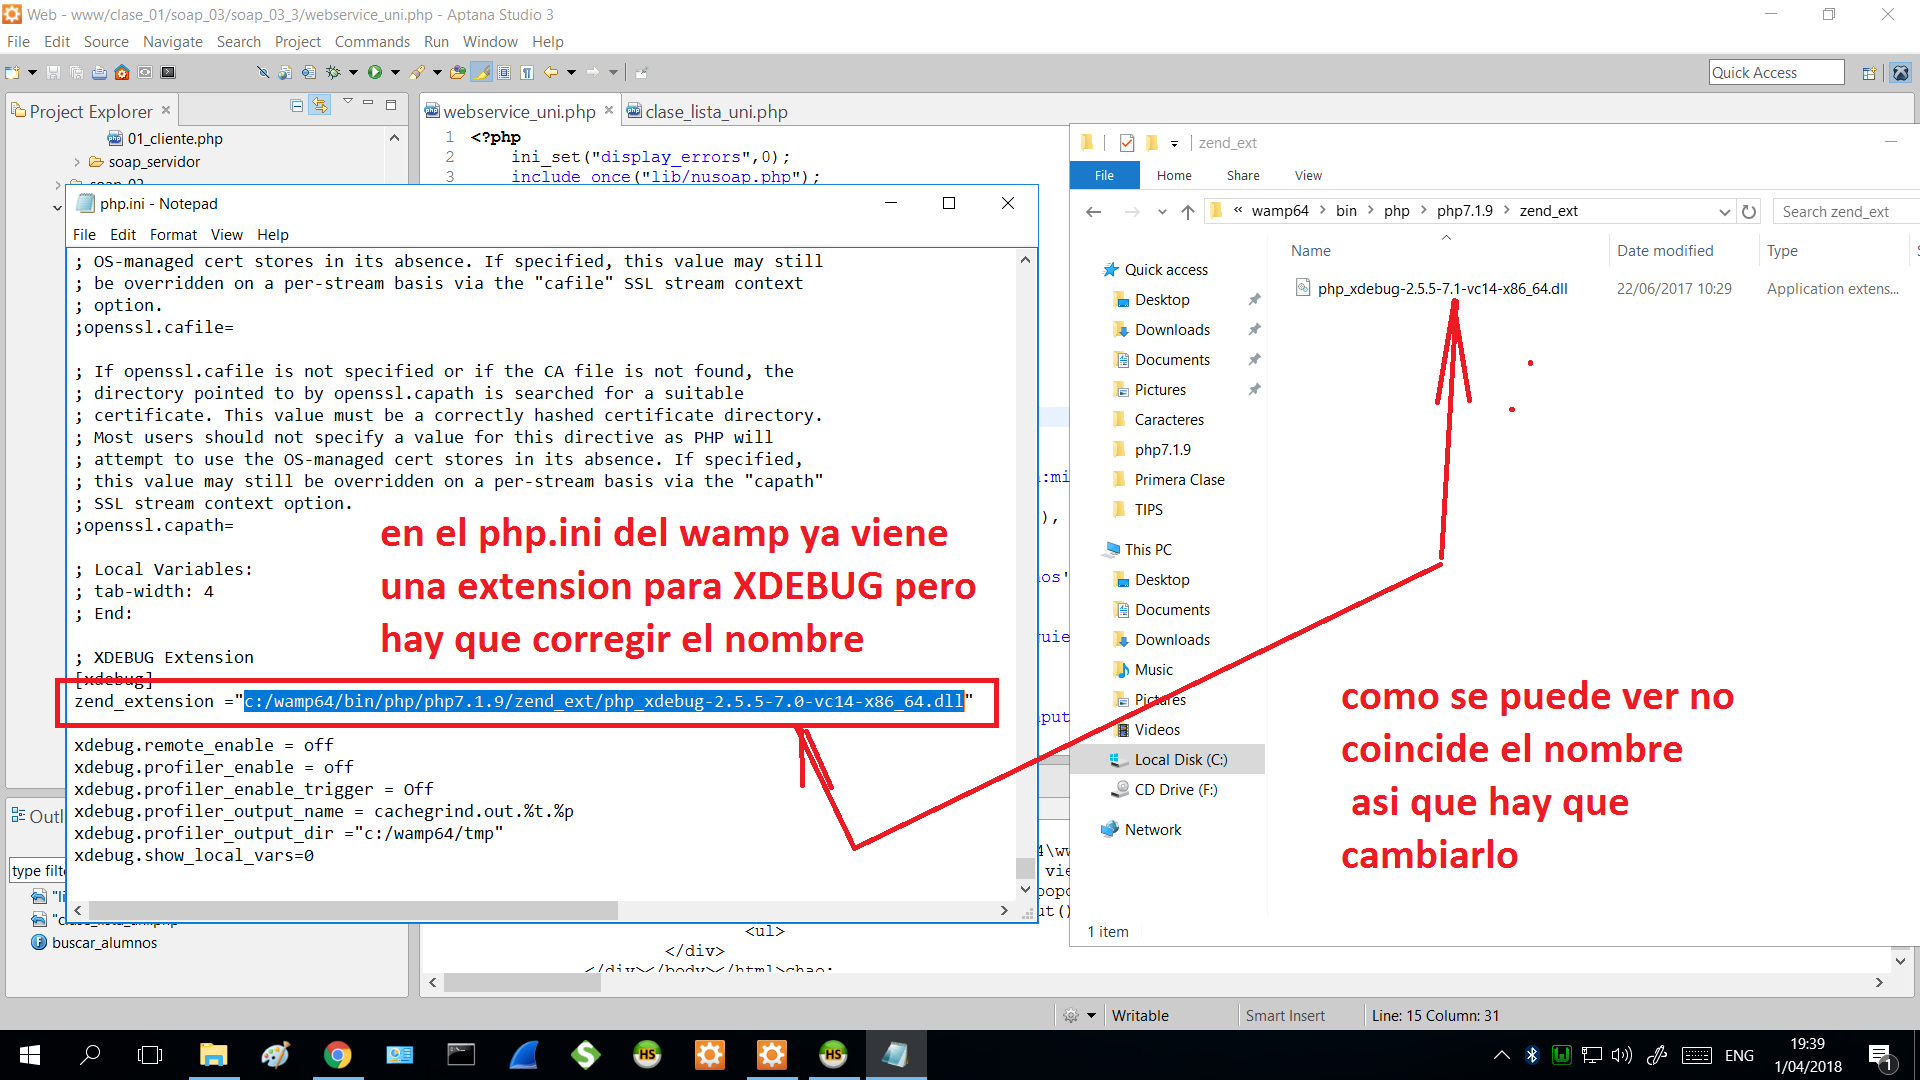 Web - www/clase_01/soap_03/soap_03_3/webservice_uni.php - Aptana Studio 3
File Edit Source Navigate Search Project Commands Run Window Help
Quick Access
Project Explorer
01_cliente.php
soap_servidor
webservice_uni.php
clase_lista_uni.php
1 <?php
2 ini_set("display_errors",0);
3 include_once("lib/nusoap.php");
php.ini - Notepad
File Edit Format View Help
; OS-managed cert stores in its absence. If specified, this value may still
; be overridden on a per-stream basis via the "cafile" SSL stream context
; option.
;openssl.cafile=
; If openssl.cafile is not specified or if the CA file is not found, the
; directory pointed to by openssl.capath is searched for a suitable
; certificate. This value must be a correctly hashed certificate directory.
; Most users should not specify a value for this directive as PHP will
; attempt to use the OS-managed cert stores in its absence. If specified,
; this value may still be overridden on a per-stream basis via the "capath"
; SSL stream context option.
;openssl.capath=
; Local Variables:
; tab-width: 4
; End:
; XDEBUG Extension
[xdebug]
zend_extension ="c:/wamp64/bin/php/php7.1.9/zend_ext/php_xdebug-2.5.5-7.0-vc14-x86_64.dll"
xdebug.remote_enable = off
xdebug.profiler_enable = off
xdebug.profiler_enable_trigger = Off
xdebug.profiler_output_name = cachegrind.out.%t.%p
xdebug.profiler_output_dir ="c:/wamp64/tmp"
xdebug.show_local_vars=0
en el php.ini del wamp ya viene
una extension para XDEBUG pero
hay que corregir el nombre
zend_ext
File Home Share View
« wamp64 > bin > php > php7.1.9 > zend_ext
Search zend_ext
Name Date modified Type
php_xdebug-2.5.5-7.1-vc14-x86_64.dll 22/06/2017 10:29 Application extens...
Quick access
Desktop
Downloads
Documents
Pictures
Caracteres
php7.1.9
Primera Clase
TIPS
This PC
Desktop
Documents
Downloads
Music
Pictures
Videos
Local Disk (C:)
CD Drive (F:)
Network
1 item
como se puede ver no
coincide el nombre
asi que hay que
cambiarlo
Outl
type filt
buscar_alumnos
<ul>
</div>
</div></body></html>chao;
Writable
Smart Insert
Line: 15 Column: 31
ENG
19:39
1/04/2018
1